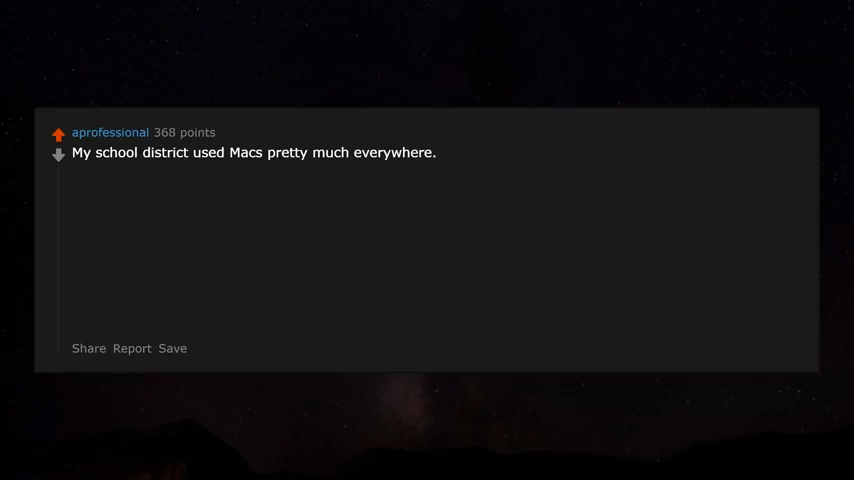 aprofessional 368 points
My school district used Macs pretty much everywhere.
Share Report Save